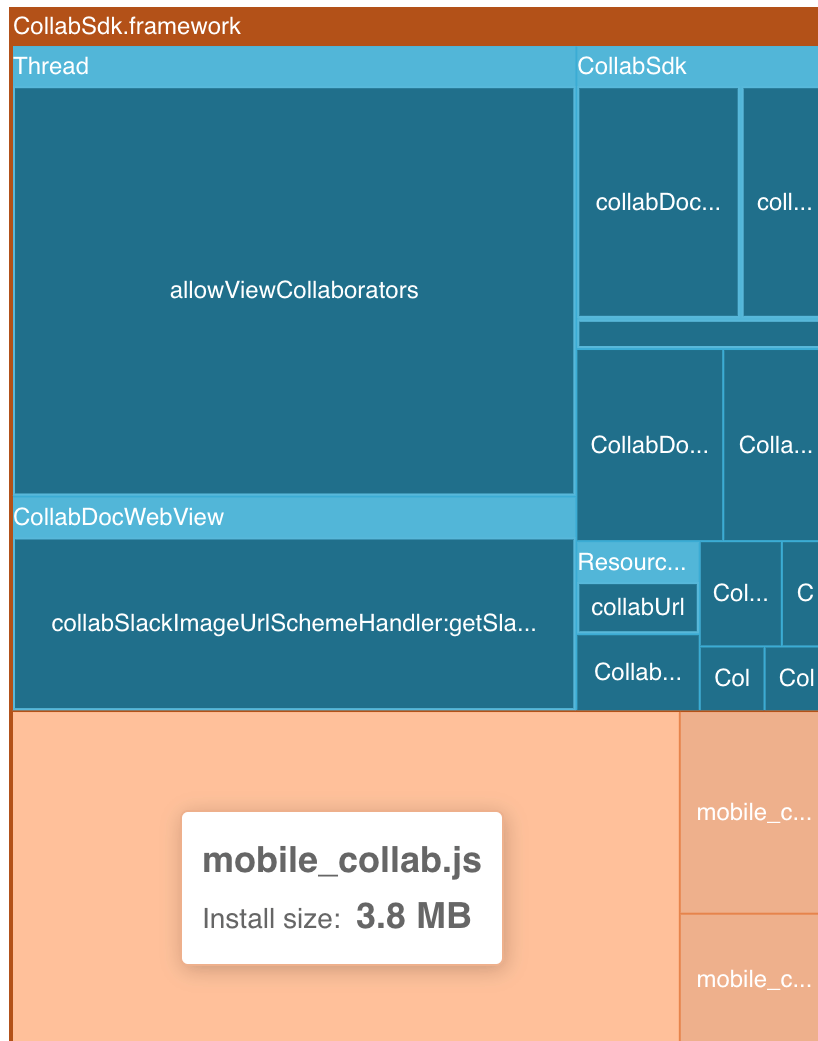 CollabSdk.framework
Thread
CollabSdk
collabDoc...
coll...
allowViewCollaborators
CollabDo...
Colla...
CollabDocWebView
Resourc...
collabUrl
Col...
C
collabSlackImageUrlSchemeHandler:getSla...
Collab...
Col
Col
mobile_collab.js
Install size: 3.8 MB
mobile_c...
mobile_c...